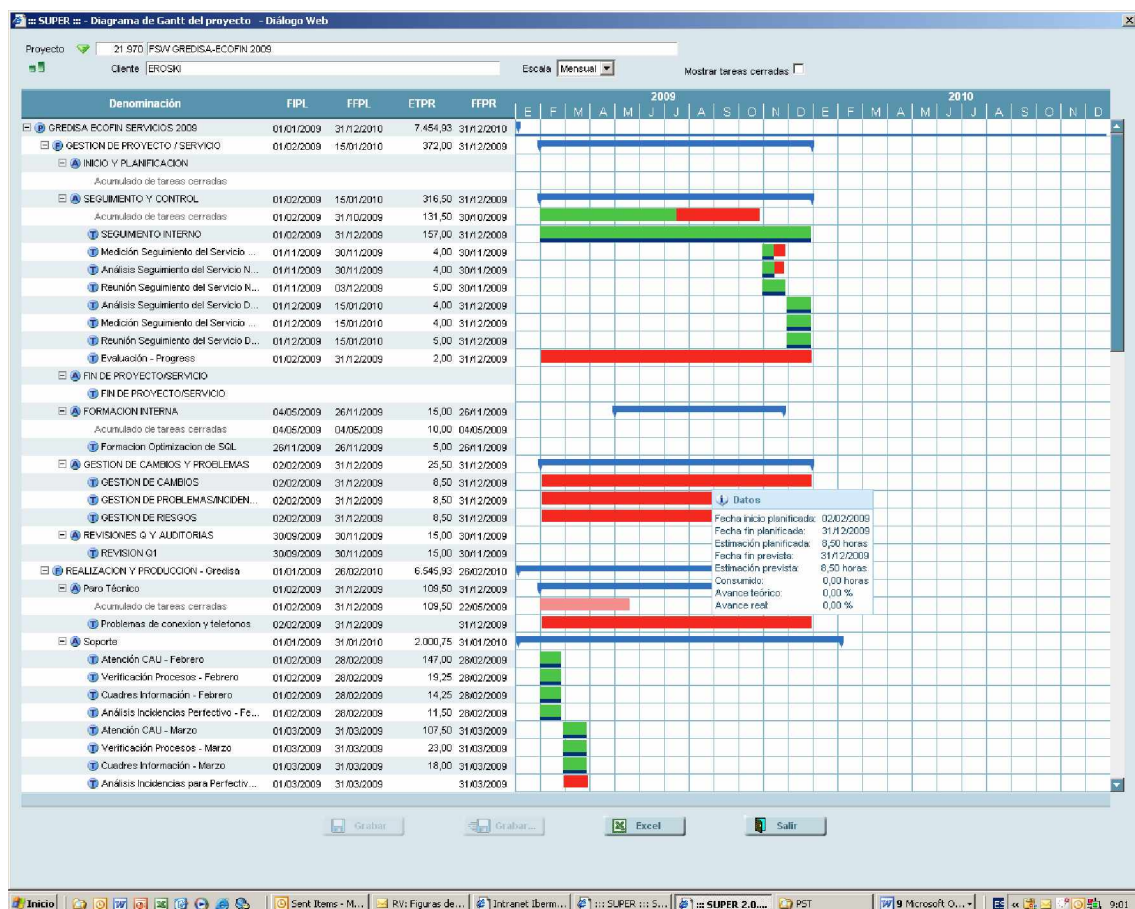 ::: SUPER ::: - Diagrama de Gantt del proyecto - Diálogo Web
Proyecto 21.970 FSW GREDISA-ECOFIN 2009
Cliente EROSKI Escala Mensual Mostrar tareas cerradas
Denominación FIPL FFPL ETPR FFPR 2009 2010
E F M A M J J A S O N D E F M A M J J A S O N D
GREDISA ECOFIN SERVICIOS 2009 01/01/2009 31/12/2010 7.454,93 31/12/2010
GESTION DE PROYECTO / SERVICIO 01/02/2009 15/01/2010 372,00 31/12/2009
INICIO Y PLANIFICACION
Acumulado de tareas cerradas
SEGUIMIENTO Y CONTROL 01/02/2009 15/01/2010 316,50 31/12/2009
Acumulado de tareas cerradas 01/02/2009 31/10/2009 131,50 30/10/2009
SEGUIMIENTO INTERNO 01/02/2009 31/12/2009 157,00 31/12/2009
Medición Seguimiento del Servicio ... 01/11/2009 30/11/2009 4,00 30/11/2009
Análisis Seguimiento del Servicio N... 01/11/2009 30/11/2009 4,00 30/11/2009
Reunión Seguimiento del Servicio N... 01/11/2009 03/12/2009 5,00 30/11/2009
Análisis Seguimiento del Servicio D... 01/12/2009 15/01/2010 4,00 31/12/2009
Medición Seguimiento del Servicio ... 01/12/2009 15/01/2010 4,00 31/12/2009
Reunión Seguimiento del Servicio D... 01/12/2009 15/01/2010 5,00 31/12/2009
Evaluación - Progress 01/02/2009 31/12/2009 2,00 31/12/2009
FIN DE PROYECTO/SERVICIO
FIN DE PROYECTO/SERVICIO
FORMACION INTERNA 04/05/2009 26/11/2009 15,00 26/11/2009
Acumulado de tareas cerradas 04/05/2009 04/05/2009 10,00 04/05/2009
Formacion Optimizacion de SQL 26/11/2009 26/11/2009 5,00 26/11/2009
GESTION DE CAMBIOS Y PROBLEMAS 02/02/2009 31/12/2009 25,50 31/12/2009
GESTION DE CAMBIOS 02/02/2009 31/12/2009 8,50 31/12/2009
GESTION DE PROBLEMAS/INCIDEN... 02/02/2009 31/12/2009 8,50 31/12/2009
GESTION DE RIESGOS 02/02/2009 31/12/2009 8,50 31/12/2009
REVISIONES Q Y AUDITORIAS 30/09/2009 30/11/2009 15,00 30/11/2009
REVISION Q1 30/09/2009 30/11/2009 15,00 30/11/2009
REALIZACION Y PRODUCCION - Gredisa 01/01/2009 26/02/2010 6.545,93 26/02/2010
Paro Técnico 01/02/2009 31/12/2009 109,50 31/12/2009
Acumulado de tareas cerradas 01/02/2009 31/12/2009 109,50 22/05/2009
Problemas de conexion y telefonos 02/02/2009 31/12/2009 31/12/2009
Soporte 01/01/2009 31/01/2010 2.000,75 31/01/2010
Atención CAU - Febrero 01/02/2009 28/02/2009 147,00 28/02/2009
Verificación Procesos - Febrero 01/02/2009 28/02/2009 19,25 28/02/2009
Cuadres Información - Febrero 01/02/2009 28/02/2009 14,25 28/02/2009
Análisis Incidencias Perfectivo - Fe... 01/02/2009 28/02/2009 11,50 28/02/2009
Atención CAU - Marzo 01/03/2009 31/03/2009 107,50 31/03/2009
Verificación Procesos - Marzo 01/03/2009 31/03/2009 23,00 31/03/2009
Cuadres Información - Marzo 01/03/2009 31/03/2009 18,00 31/03/2009
Análisis Incidencias para Perfectiv... 01/03/2009 31/03/2009 31/03/2009
Datos
Fecha inicio planificada: 02/02/2009
Fecha fin planificada: 31/12/2009
Estimación planificada: 8,50 horas
Fecha fin prevista: 31/12/2009
Estimación prevista: 8,50 horas
Consumido: 0,00 horas
Avance teórico: 0,00 %
Avance real: 0,00 %
Grabar Grabar... Excel Salir
Inicio Sent Items - M... RV: Figuras de... Intranet Iberm... ::: SUPER ::: S... ::: SUPER 2.0.... PST 9 Microsoft O... ES 9:01